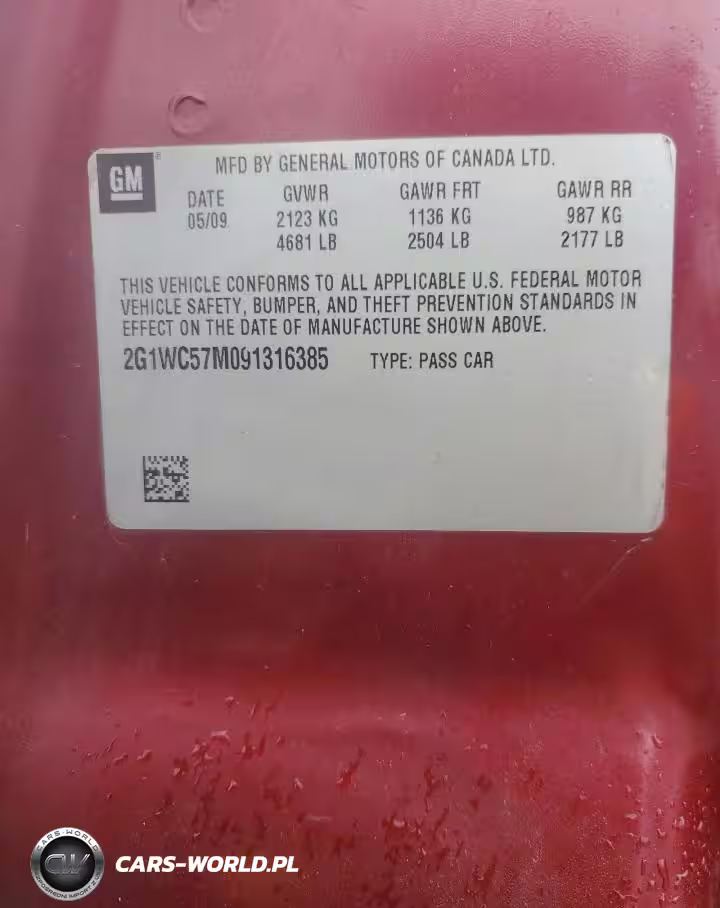 GM
MFD BY GENERAL MOTORS OF CANADA LTD.
DATE GVWR GAWR FRT GAWR RR
05/09 2123 KG 1136 KG 987 KG
4681 LB 2504 LB 2177 LB
THIS VEHICLE CONFORMS TO ALL APPLICABLE U.S. FEDERAL MOTOR
VEHICLE SAFETY, BUMPER, AND THEFT PREVENTION STANDARDS IN
EFFECT ON THE DATE OF MANUFACTURE SHOWN ABOVE.
2G1WC57M091316385 TYPE: PASS CAR
CARS-WORLD
CW
CARS-WORLD.PL